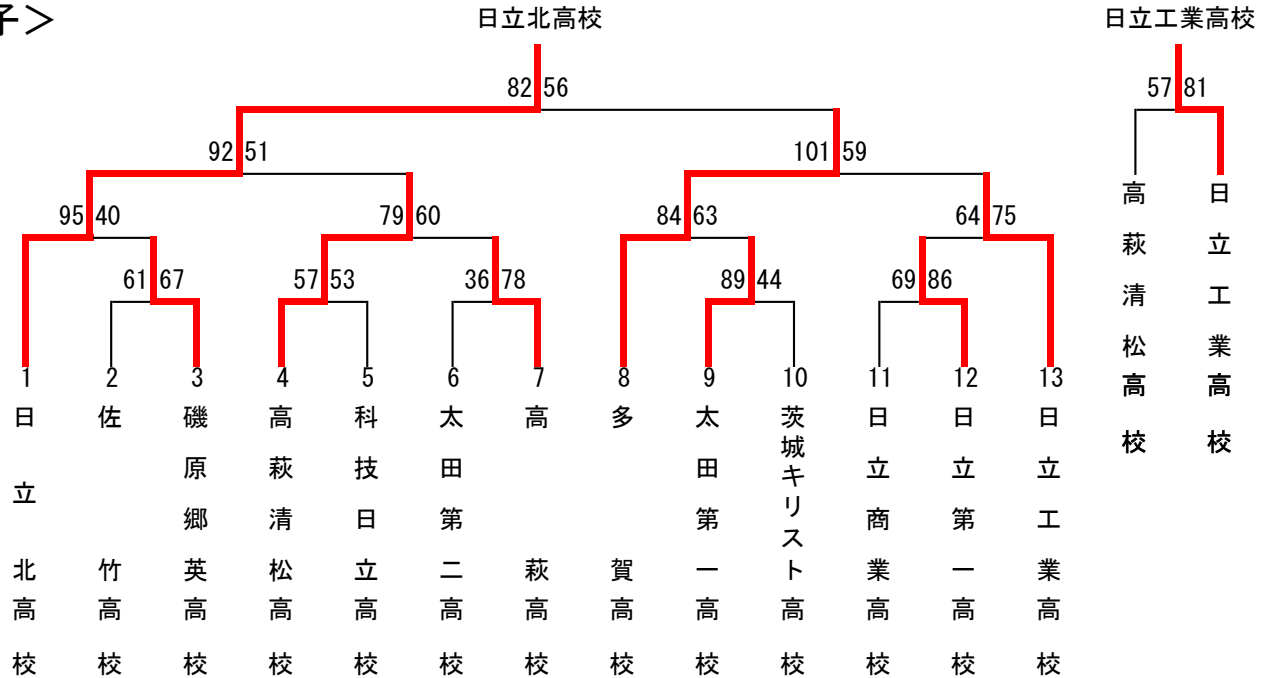 子＞
日立北高校
日立工業高校
82 56
57 81
92 51
101 59
95 40
79 60
84 63
64 75
61 67
57 53
36 78
89 44
69 86
高萩清松高校
日立工業高校
1
2
3
4
5
6
7
8
9
10
11
12
13
日立北高校
佐竹高校
磯原郷英高校
高萩清松高校
科技日立高校
太田第二高校
高萩高校
多賀高校
太田第一高校
茨城キリスト高校
日立商業高校
日立第一高校
日立工業高校